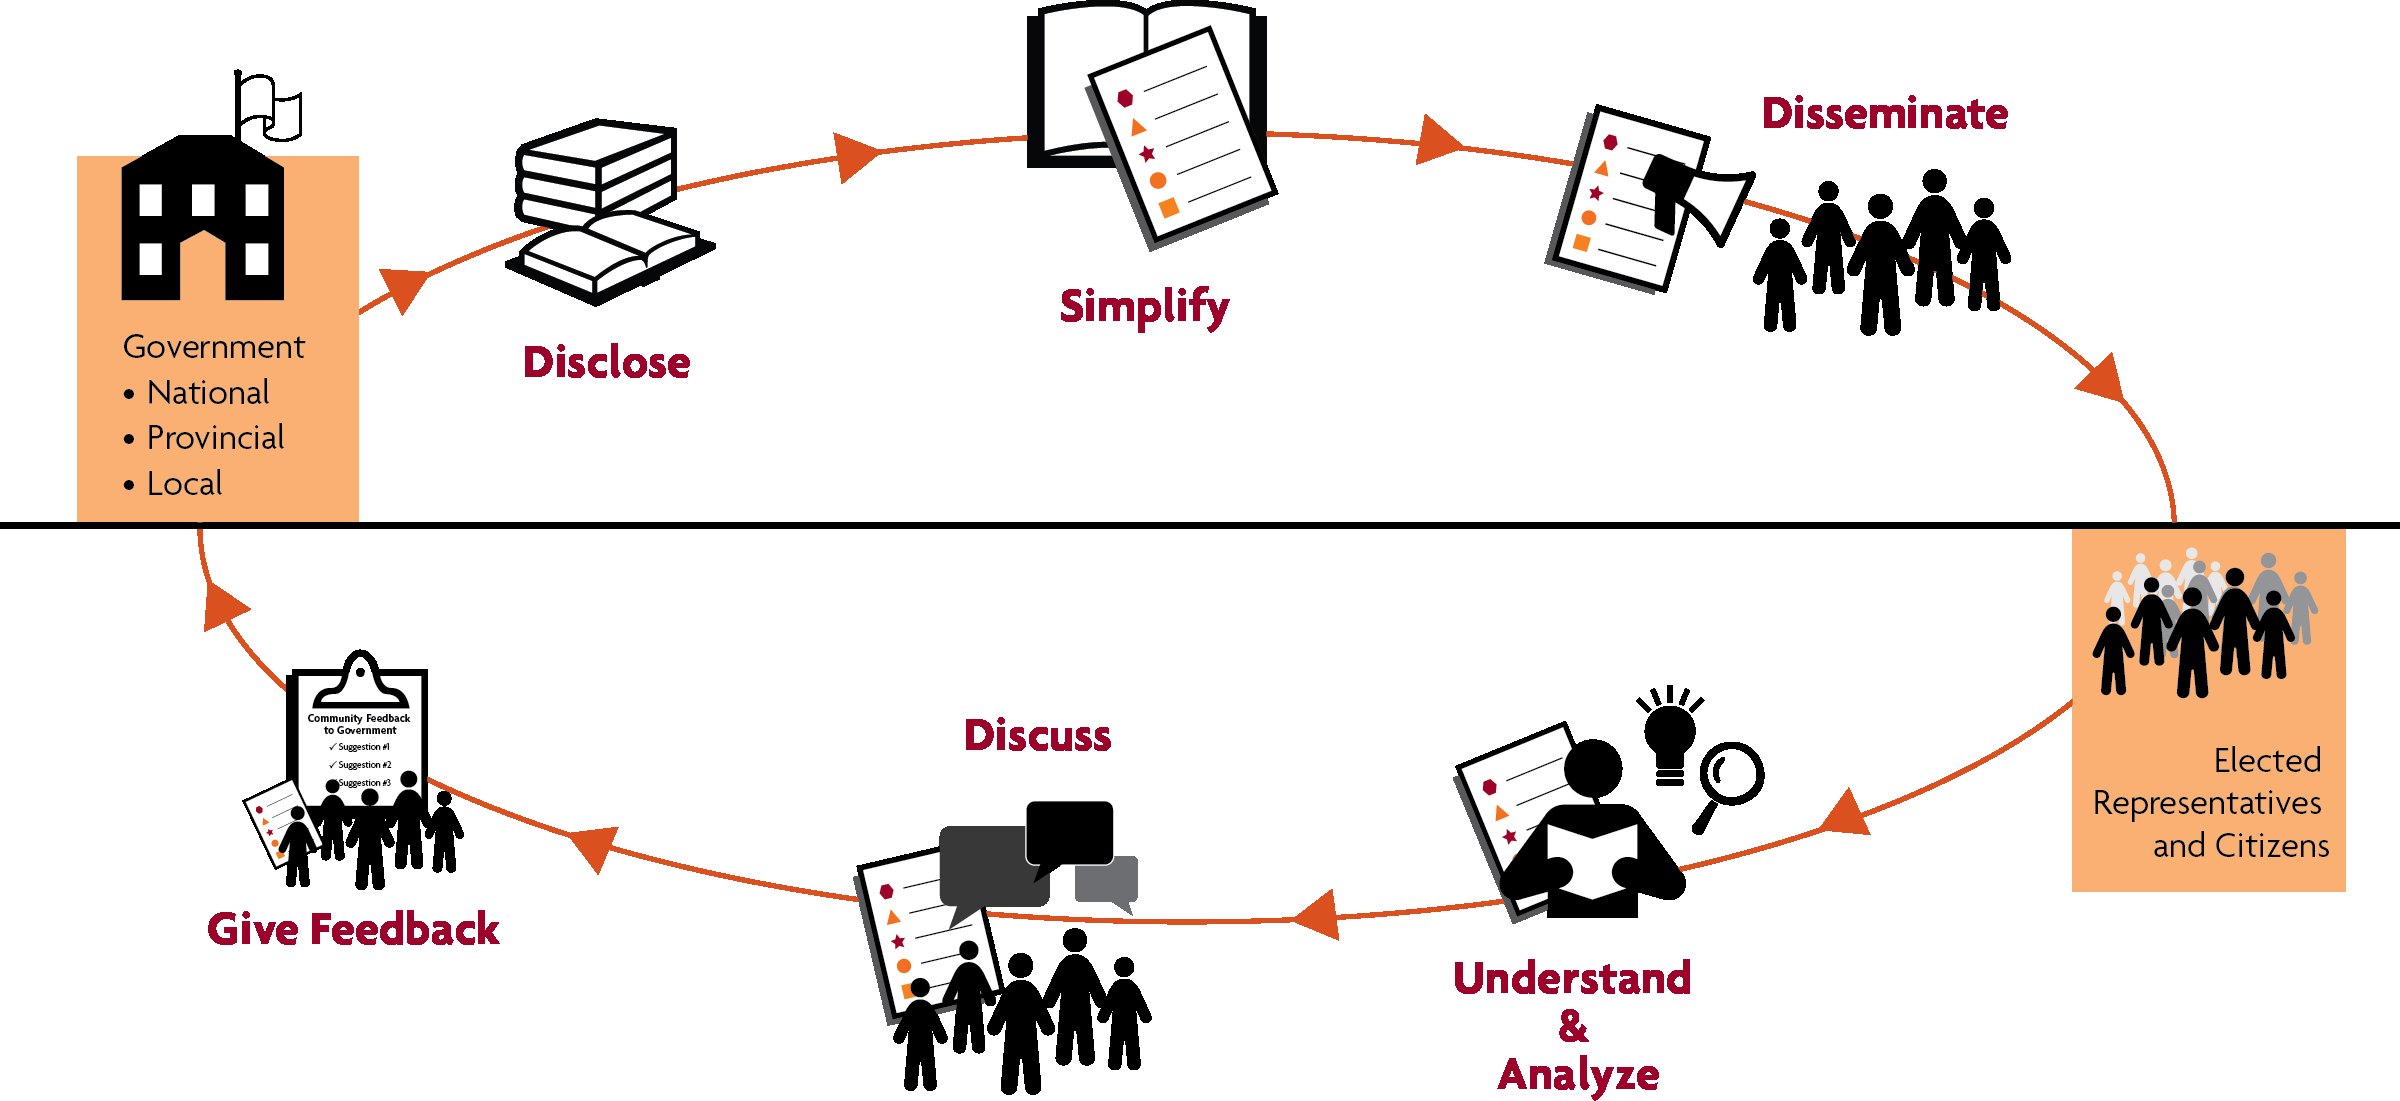 Disseminate
Simplify
Disclose
Government
• National
• Provincial
• Local
Elected
Representatives
and Citizens
Understand
&
Analyze
Discuss
Community Feedback
to Government
✓ Suggestion #1
✓ Suggestion #2
Suggestion #3
Give Feedback